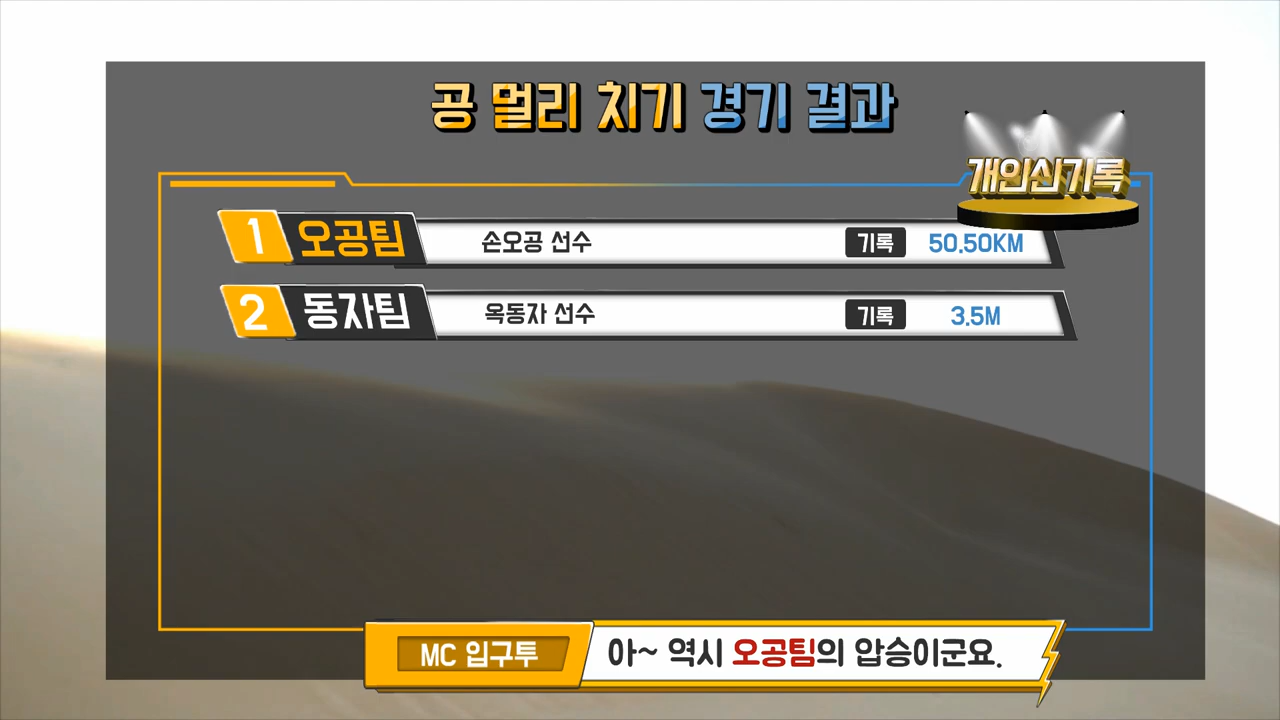 공 멀리 치기 경기 결과
개인신기록
1 오공팀 손오공 선수 기록 50.50KM
2 동자팀 옥동자 선수 기록 3.5M
MC 입구투 아~ 역시 오공팀의 압승이군요.